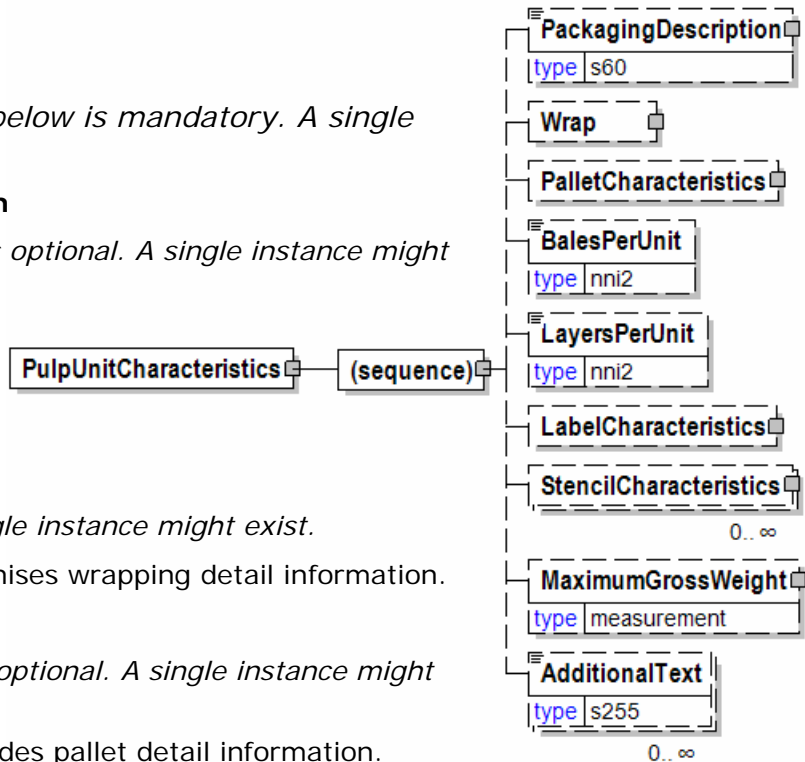 below is mandatory. A single
optional. A single instance might
gle instance might exist.
nises wrapping detail information.
optional. A single instance might
des pallet detail information.
PulpUnitCharacteristics
(sequence)
PackagingDescription
type s60
Wrap
PalletCharacteristics
BalesPerUnit
type nni2
LayersPerUnit
type nni2
LabelCharacteristics
StencilCharacteristics
0.. ∞
MaximumGrossWeight
type measurement
AdditionalText
type s255
0.. ∞